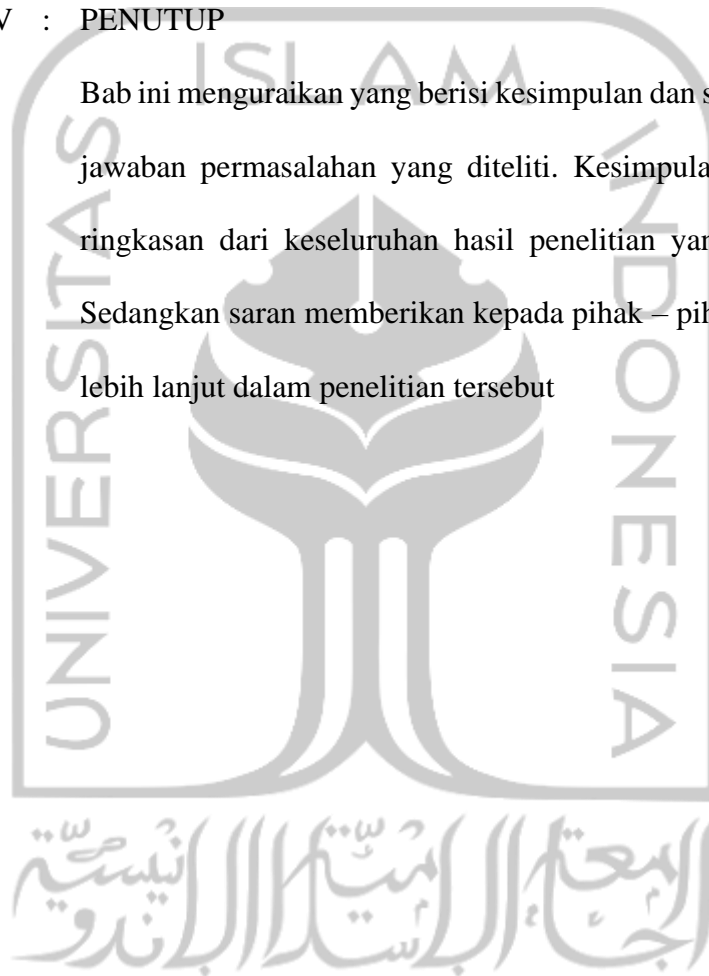 V : PENUTUP
Bab ini menguraikan yang berisi kesimpulan dan s
jawaban permasalahan yang diteliti. Kesimpula
ringkasan dari keseluruhan hasil penelitian yan
Sedangkan saran memberikan kepada pihak – pih
lebih lanjut dalam penelitian tersebut
UNIVERSITAS
ISLAM
INDONESIA